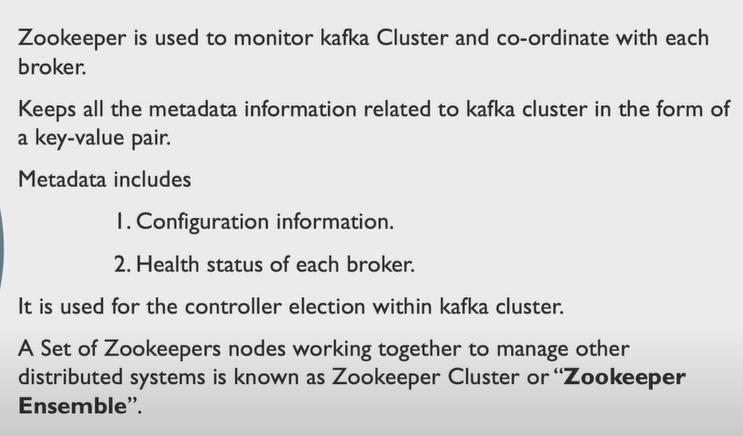 Zookeeper is used to monitor kafka Cluster and co-ordinate with each
broker.
Keeps all the metadata information related to kafka cluster in the form of
a key-value pair.
Metadata includes
1. Configuration information.
2. Health status of each broker.
It is used for the controller election within kafka cluster.
A Set of Zookeepers nodes working together to manage other
distributed systems is known as Zookeeper Cluster or “Zookeeper
Ensemble”.